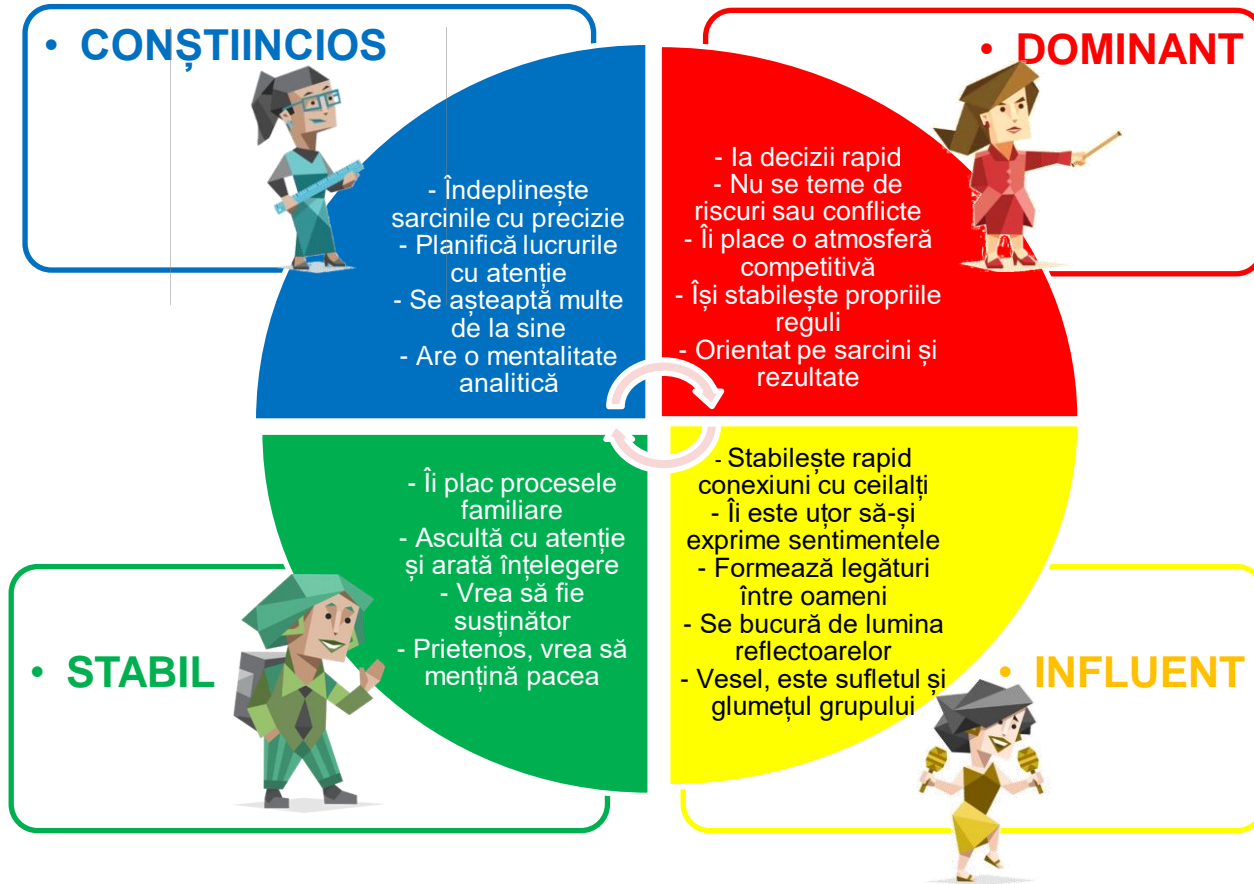 • CONȘTIINCIOS
- Îndeplinește
sarcinile cu precizie
- Planifică lucrurile
cu atenție
- Se așteaptă multe
de la sine
- Are o mentalitate
analitică
• DOMINANT
- Ia decizii rapid
- Nu se teme de
riscuri sau conflicte
- Îi place o atmosferă
competitivă
- Își stabilește propriile
reguli
- Orientat pe sarcini și
rezultate
• STABIL
- Îi plac procesele
familiare
- Ascultă cu atenție
și arată înțelegere
- Vrea să fie
susținător
- Prietenos, vrea să
mențină pacea
• INFLUENT
- Stabilește rapid
conexiuni cu ceilalți
- Îi este uțor să-și
exprime sentimentele
- Formează legături
între oameni
- Se bucură de lumina
reflectoarelor
- Vesel, este sufletul și
glumețul grupului